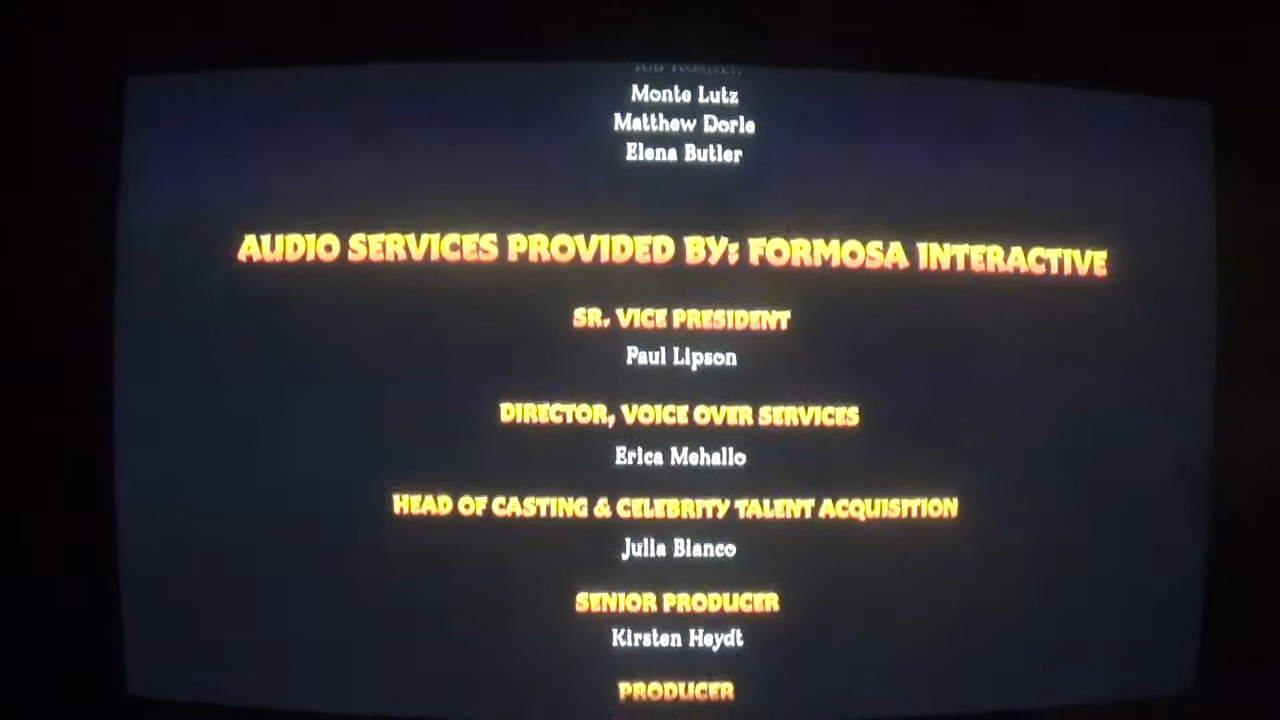 Monte Lutz
Matthew Dorle
Elena Butler
AUDIO SERVICES PROVIDED BY: FORMOSA INTERACTIVE
SR. VICE PRESIDENT
Paul Lipson
DIRECTOR, VOICE OVER SERVICES
Erica Mehallo
HEAD OF CASTING & CELEBRITY TALENT ACQUISITION
Julia Bianco
SENIOR PRODUCER
Kirsten Heydt
PRODUCER